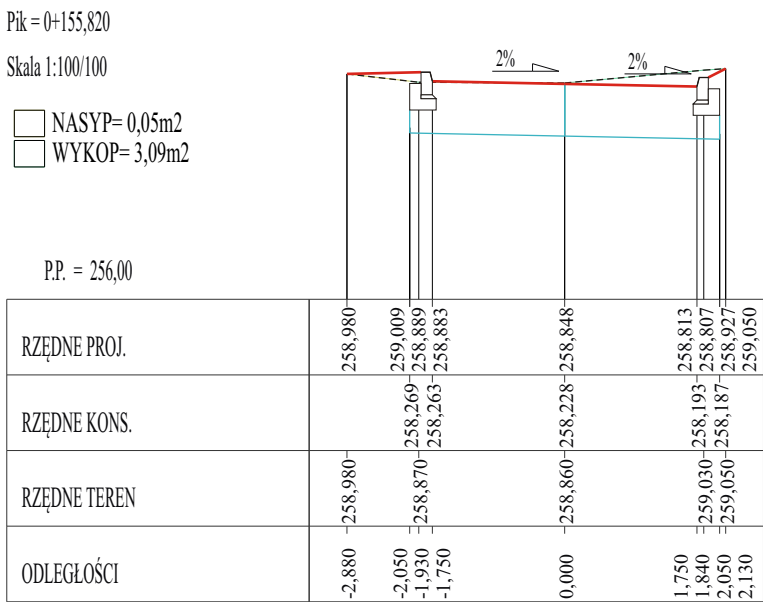 Pik = 0+155,820
Skala 1:100/100
NASYP= 0,05m2
WYKOP= 3,09m2
2%
2%
P.P. = 256,00
RZĘDNE PROJ. 258,980 259,009 258,889 258,883 258,848 258,813 258,807 258,927 259,050
RZĘDNE KONS. 258,269 258,263 258,228 258,193 258,187
RZĘDNE TEREN 258,980 258,870 258,860 259,030 259,050
ODLEGŁOŚCI -2,880 -2,050 -1,930 -1,750 0,000 1,750 1,840 2,050 2,130